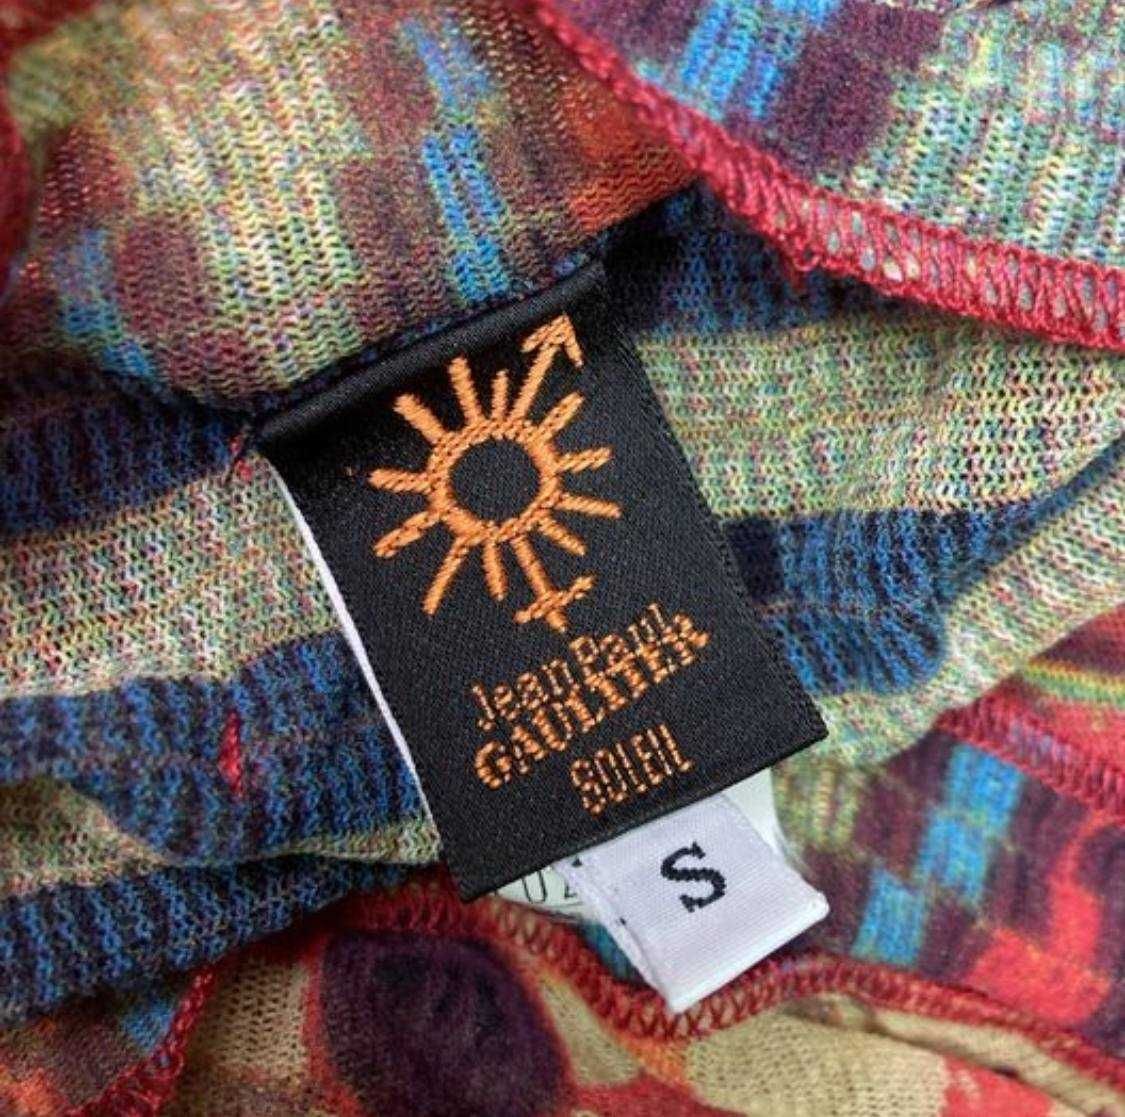 Jean Paul
GAULTIER
SOLEIL
S